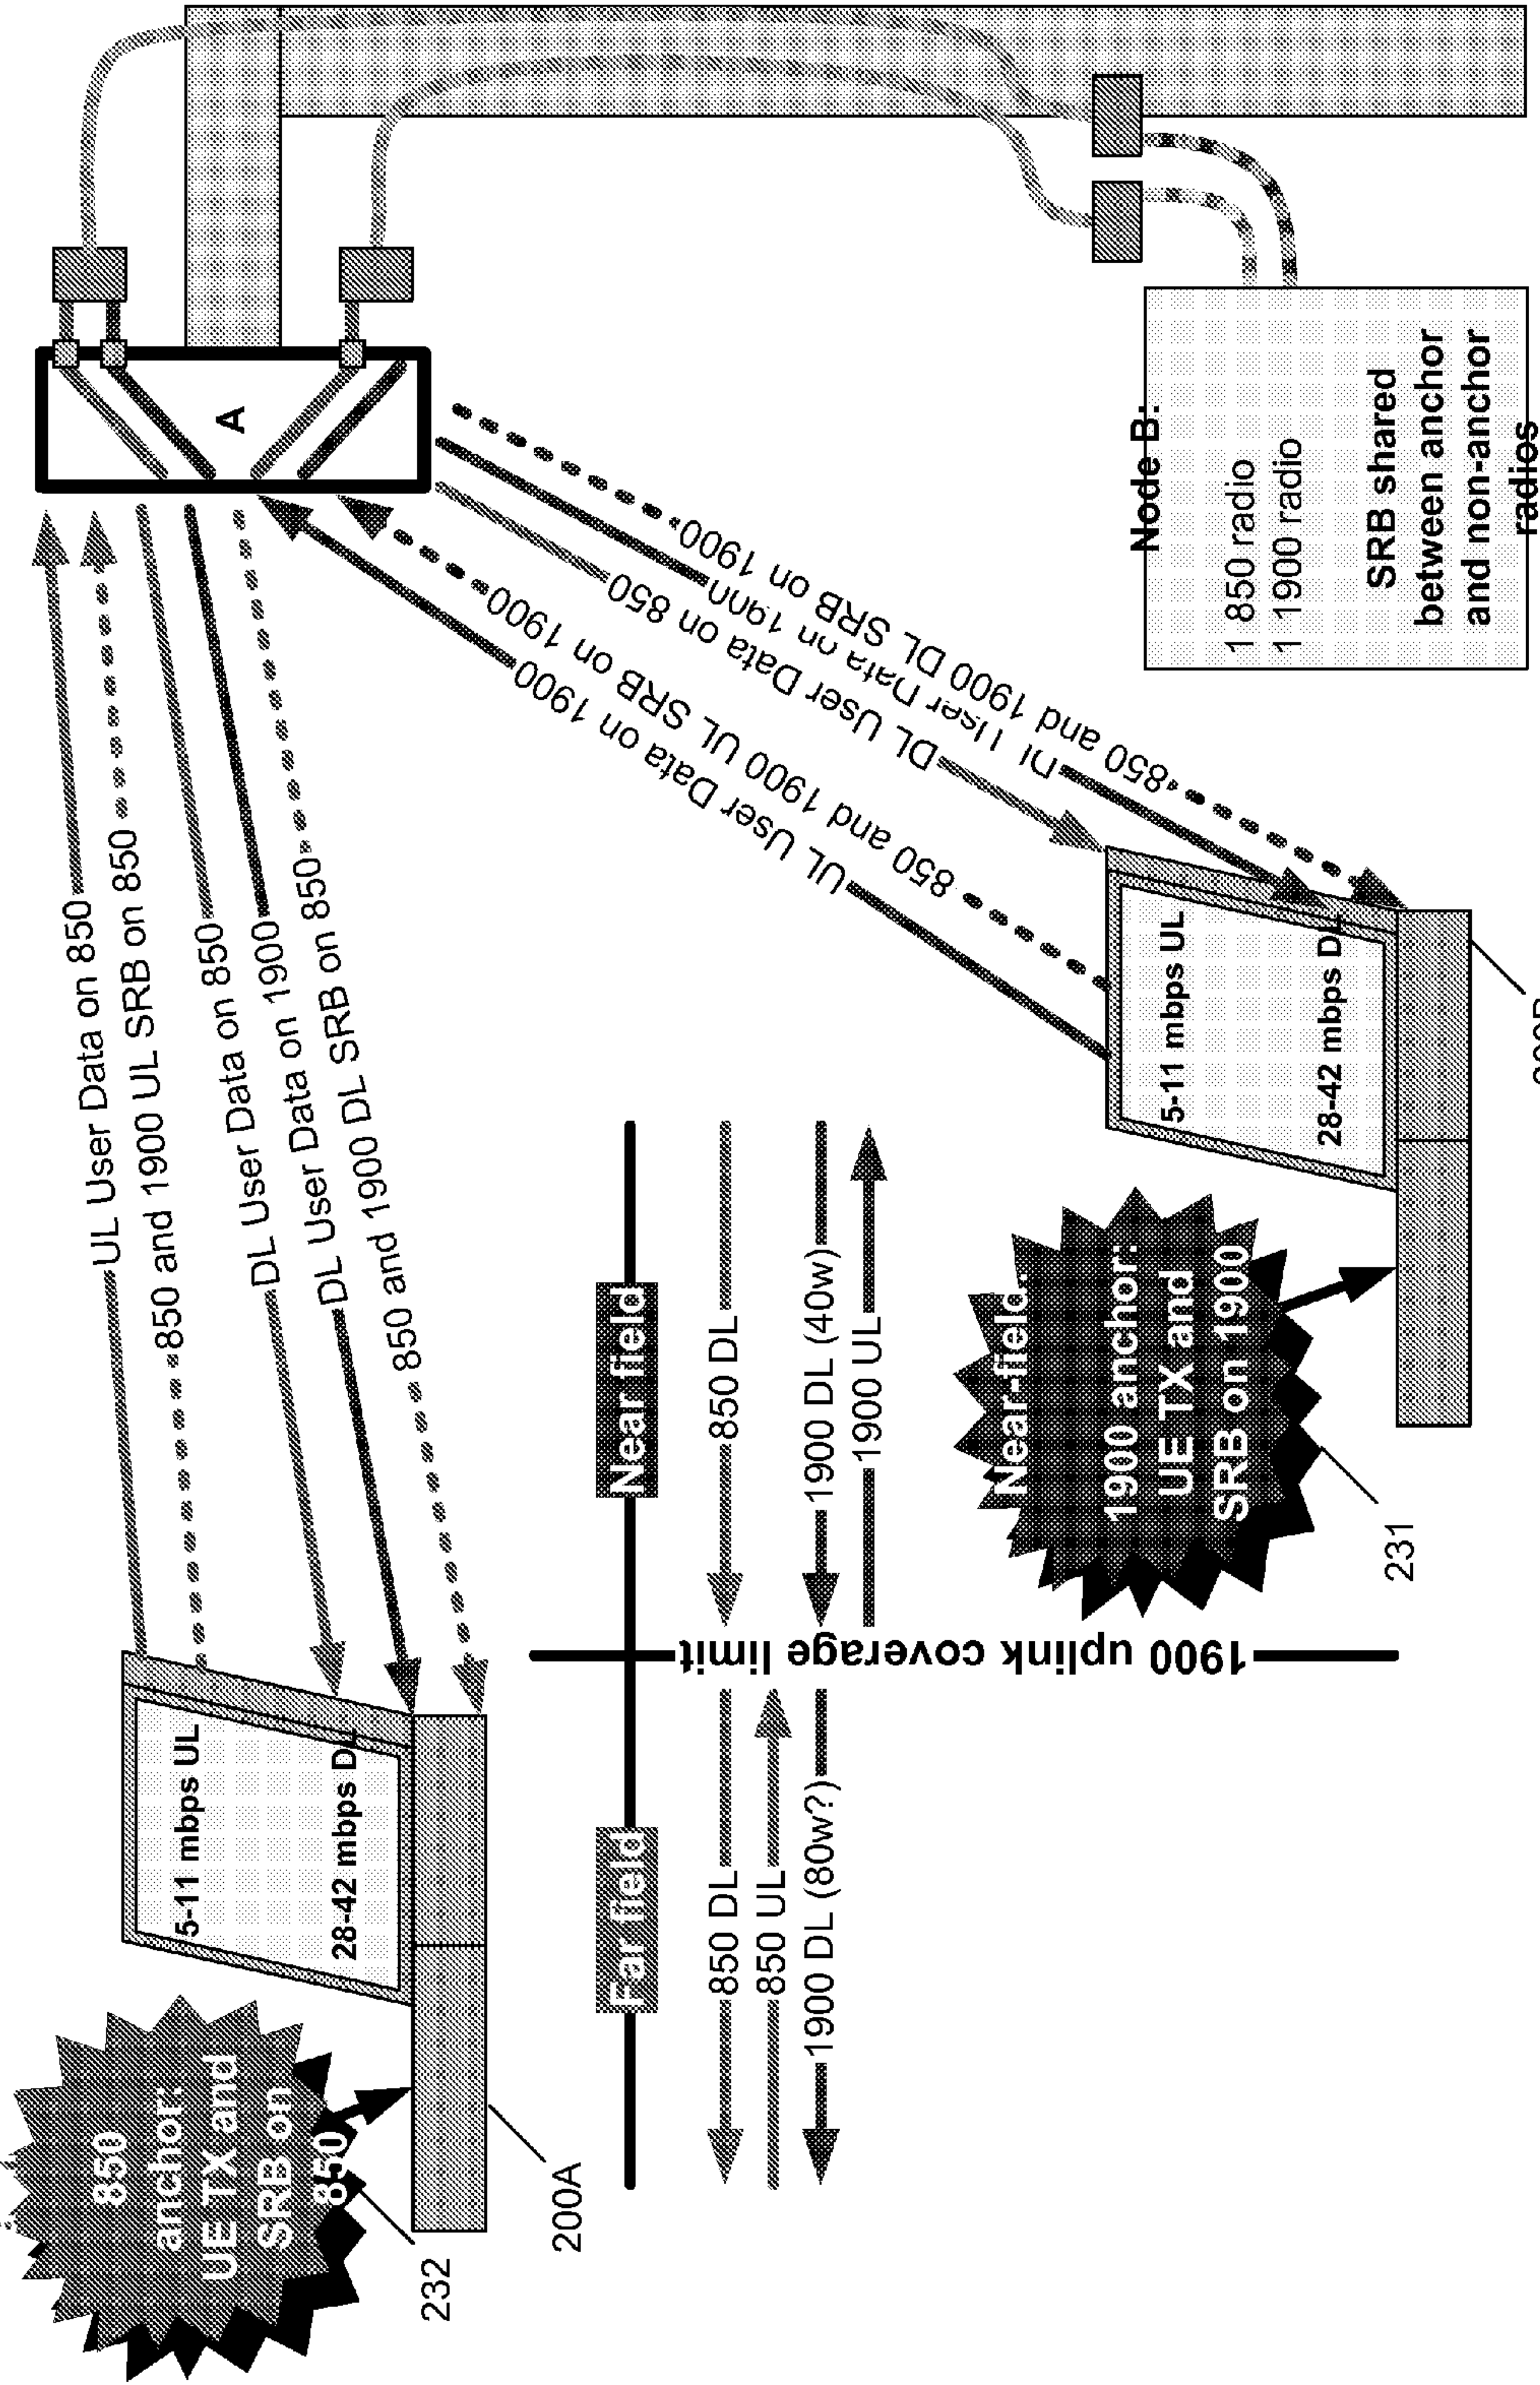 850
anchor:
UE TX and
SRB on
850
232
200A
5-11 mbps UL
28-42 mbps DL
UL User Data on 850
850 and 1900 UL SRB on 850
DL User Data on 850
DL User Data on 1900
850 and 1900 DL SRB on 850
A
Far field
Near field
850 DL
850 UL
1900 DL (80w?)
850 DL
1900 DL (40w)
1900 UL
1900 uplink coverage limit
Near-field
1900 anchor:
UE TX and
SRB on 1900
231
5-11 mbps UL
28-42 mbps DL
UL User Data on 1900
850 and 1900 UL SRB on 1900
DL User Data on 850
DL User Data on 1900
850 and 1900 DL SRB on 1900
Node B:
1 850 radio
1 1900 radio
SRB shared
between anchor
and non-anchor
radios